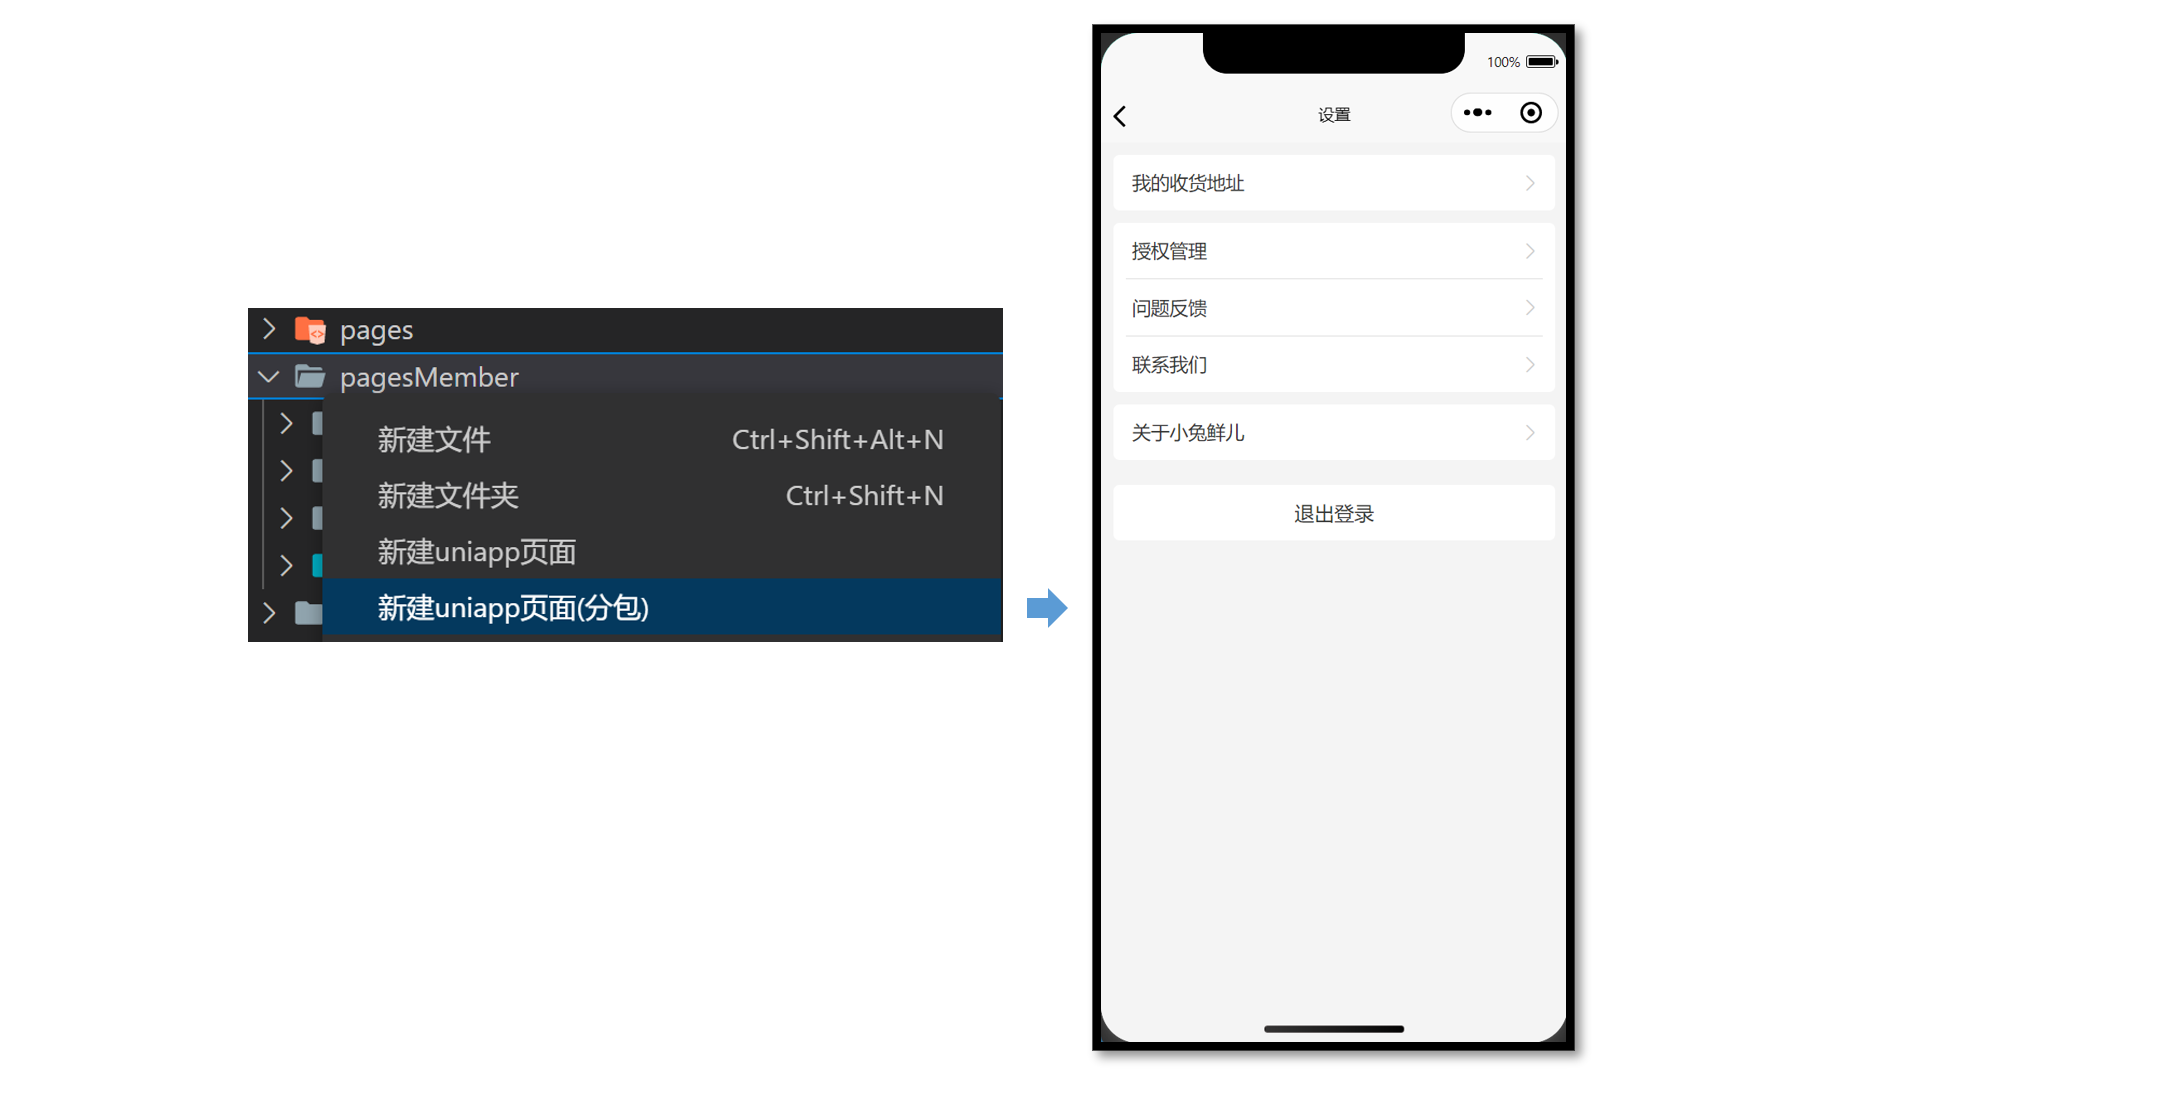 pages
pagesMember
新建文件 Ctrl+Shift+Alt+N
新建文件夹 Ctrl+Shift+N
新建uniapp页面
新建uniapp页面(分包)
100%
设置
我的收货地址
授权管理
问题反馈
联系我们
关于小兔鲜儿
退出登录